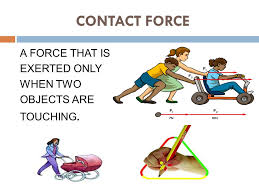 CONTACT FORCE
A FORCE THAT IS
EXERTED ONLY
WHEN TWO
OBJECTS ARE
TOUCHING.